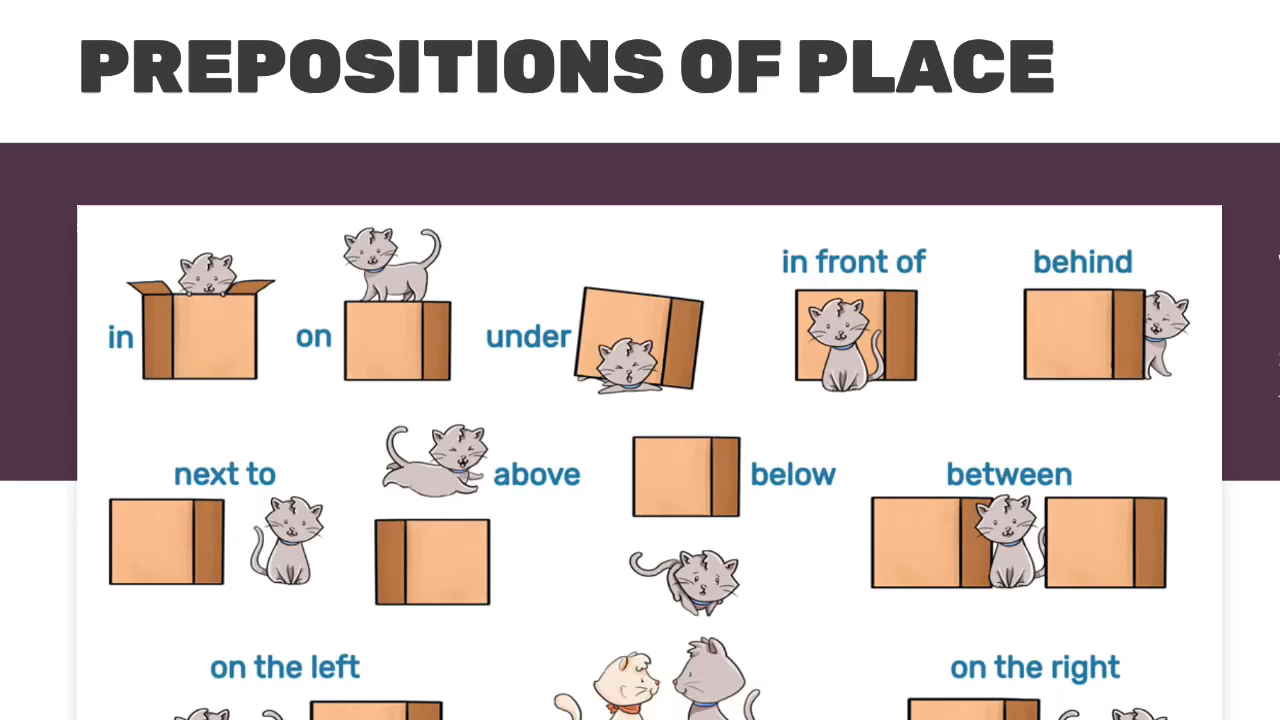 PREPOSITIONS OF PLACE
in
on
under
in front of
behind
next to
above
below
between
on the left
on the right